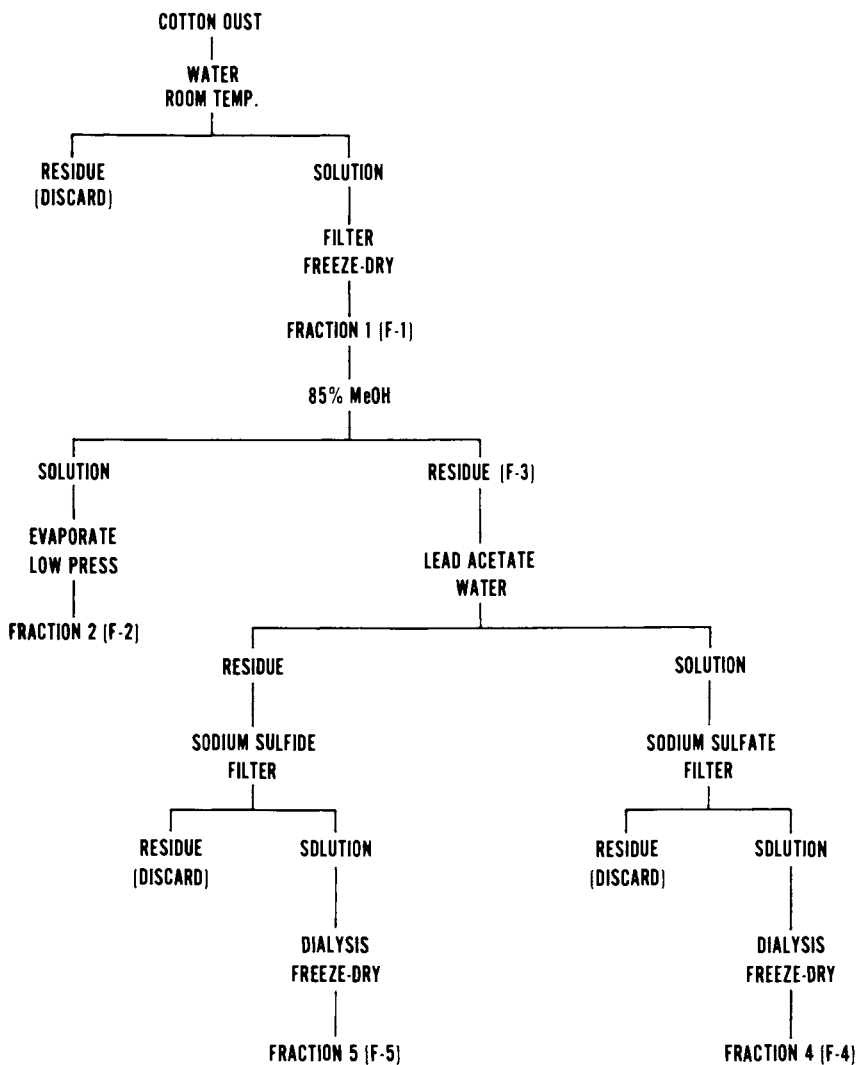 COTTON OUST
WATER
ROOM TEMP.
RESIDUE
(DISCARD)
SOLUTION
FILTER
FREEZE-DRY
FRACTION 1 (F-1)
85% MeOH
SOLUTION
RESIDUE (F-3)
EVAPORATE
LOW PRESS
LEAD ACETATE
WATER
FRACTION 2 (F-2)
RESIDUE
SOLUTION
SODIUM SULFIDE
FILTER
SODIUM SULFATE
FILTER
RESIDUE
(DISCARD)
SDLUTION
RESIDUE
(DISCARD)
SDLUTION
DIALYSIS
FREEZE-DRY
DIALYSIS
FREEZE-DRY
FRACTION 5 (F-5)
FRACTION 4 (F-4)